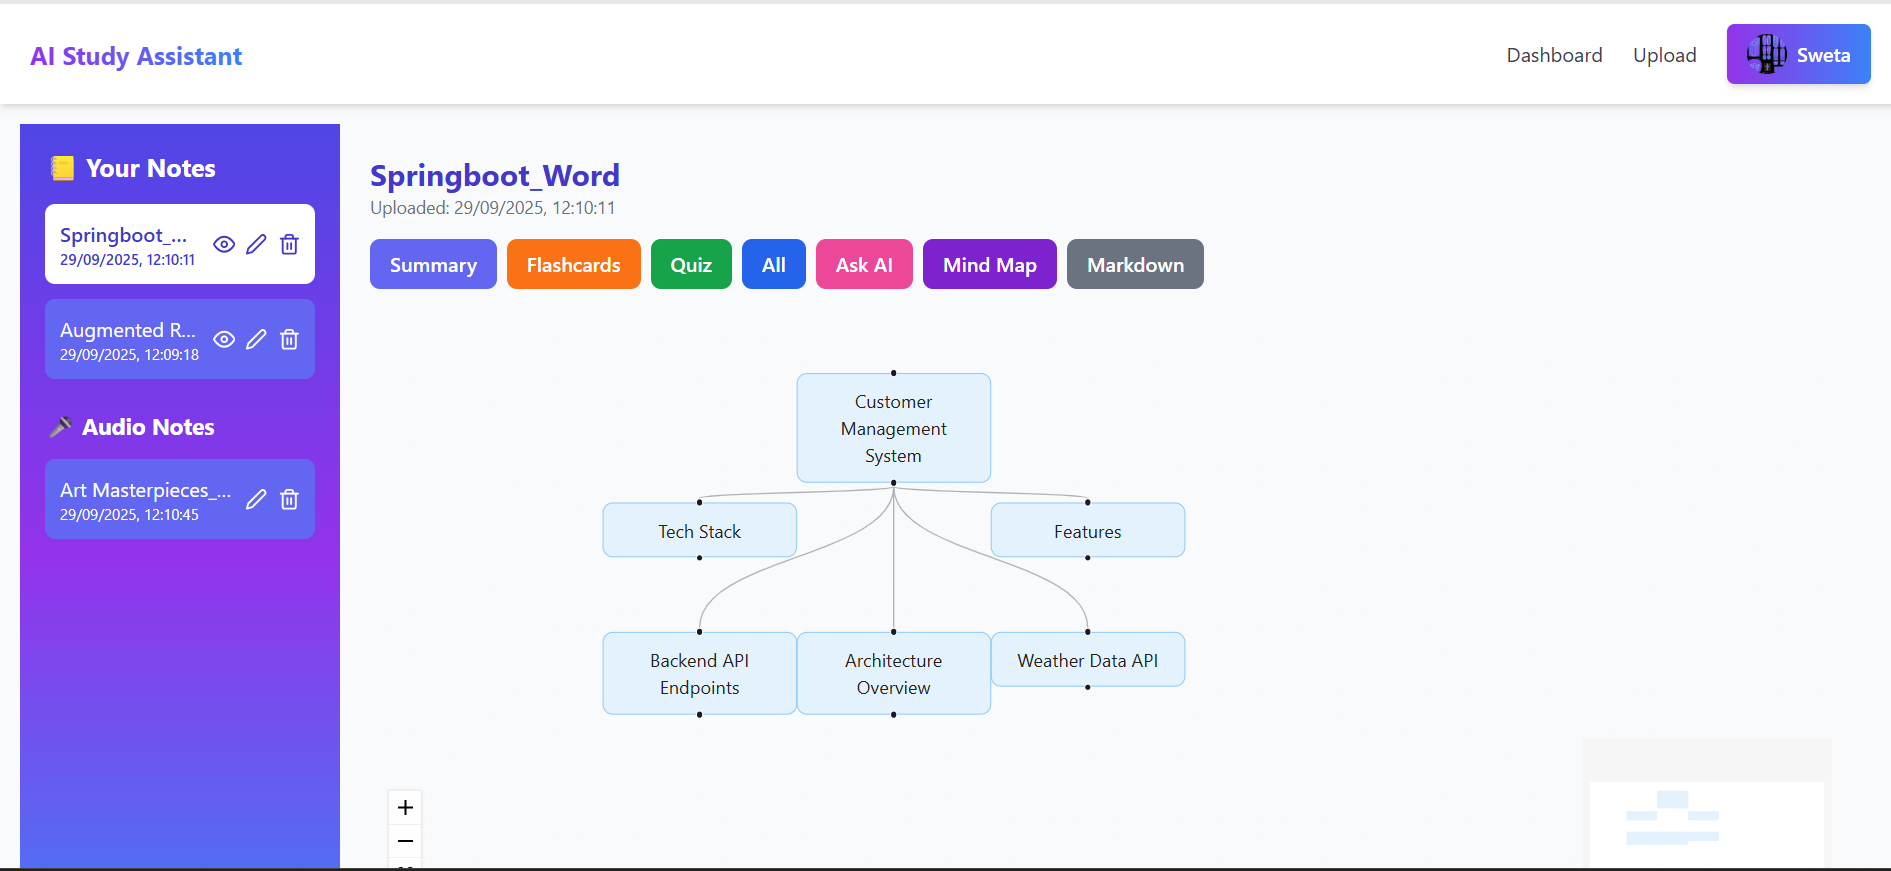 AI Study Assistant
Dashboard
Upload
Sweta
Your Notes
Springboot_...
29/09/2025, 12:10:11
Augmented R...
29/09/2025, 12:09:18
Audio Notes
Art Masterpieces_...
29/09/2025, 12:10:45
Springboot_Word
Uploaded: 29/09/2025, 12:10:11
Summary
Flashcards
Quiz
All
Ask AI
Mind Map
Markdown
Customer
Management
System
Tech Stack
Features
Backend API
Endpoints
Architecture
Overview
Weather Data API